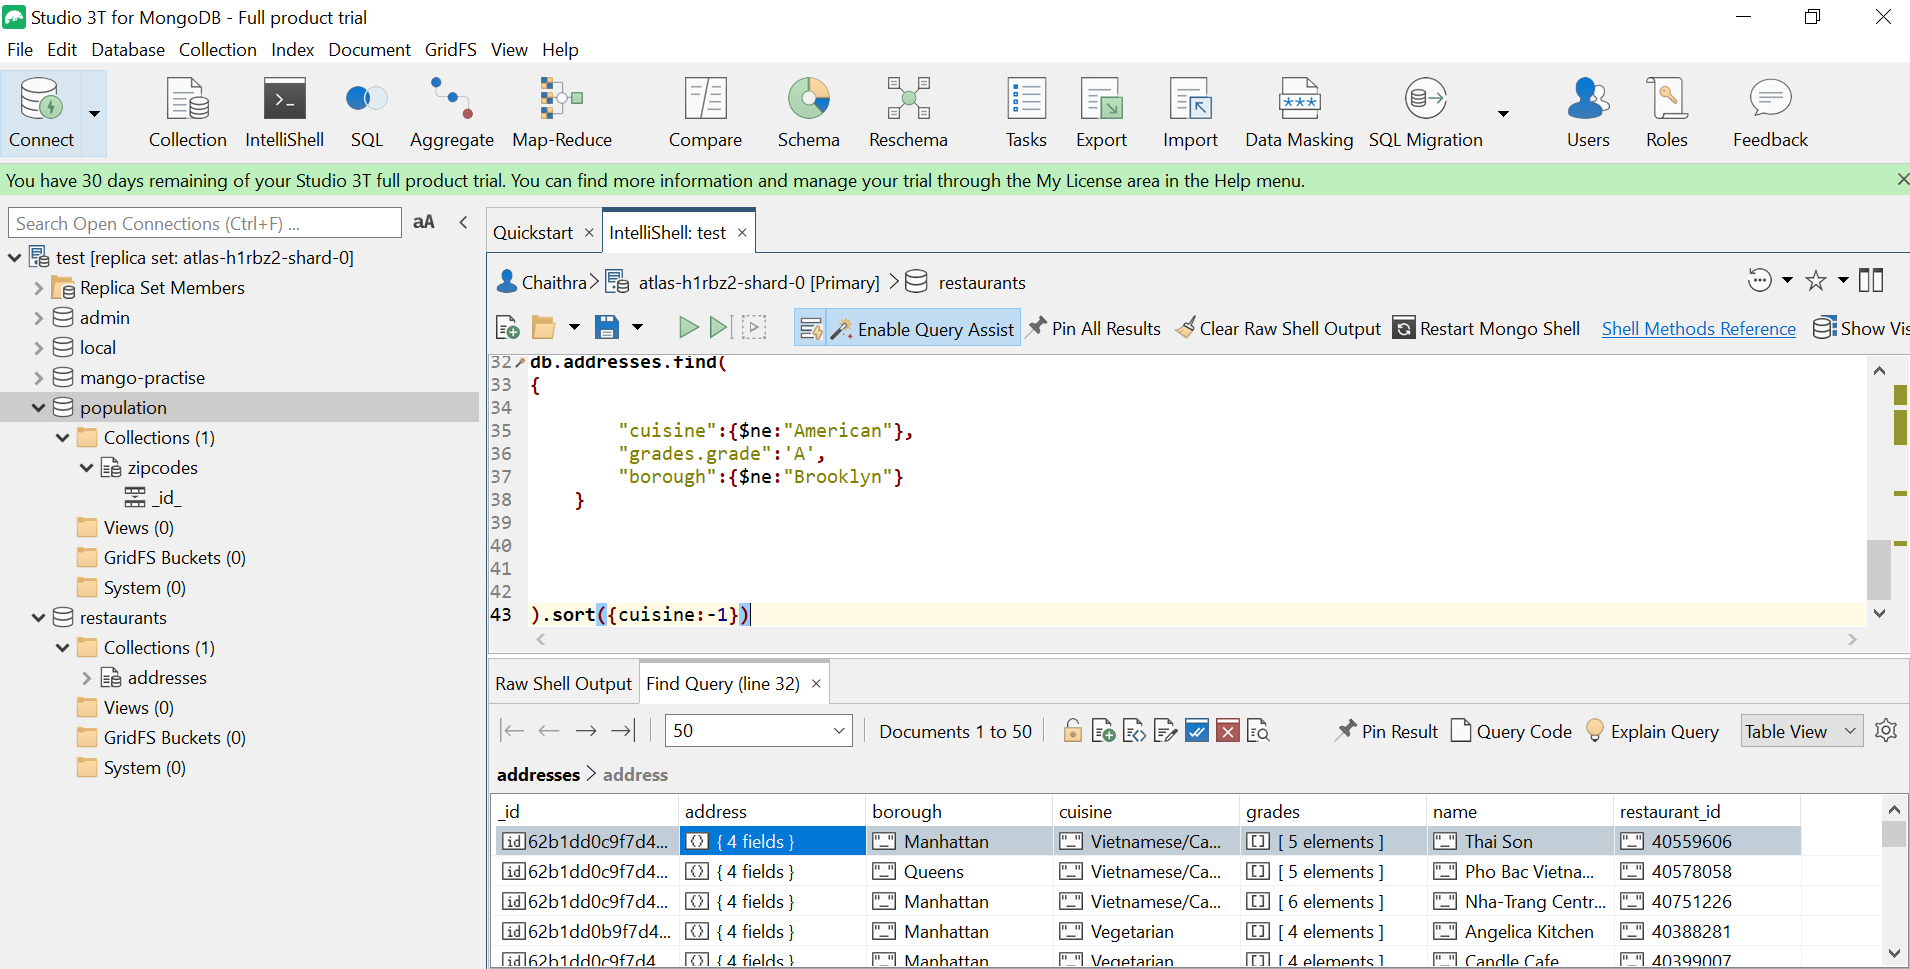 Studio 3T for MongoDB - Full product trial
File Edit Database Collection Index Document GridFS View Help
Connect Collection IntelliShell SQL Aggregate Map-Reduce Compare Schema Reschema Tasks Export Import Data Masking SQL Migration Users Roles Feedback
You have 30 days remaining of your Studio 3T full product trial. You can find more information and manage your trial through the My License area in the Help menu.
Search Open Connections (Ctrl+F) ... aA
test [replica set: atlas-h1rbz2-shard-0]
Replica Set Members
admin
local
mango-practise
population
Collections (1)
zipcodes
_id_
Views (0)
GridFS Buckets (0)
System (0)
restaurants
Collections (1)
addresses
Views (0)
GridFS Buckets (0)
System (0)
Quickstart × IntelliShell: test ×
Chaithra atlas-h1rbz2-shard-0 [Primary] restaurants
Enable Query Assist Pin All Results Clear Raw Shell Output Restart Mongo Shell Shell Methods Reference Show Vis
32 db.addresses.find(
33 {
34
35 "cuisine":{$ne:"American"},
36 "grades.grade":'A',
37 "borough":{$ne:"Brooklyn"}
38 }
39
40
41
42
43 ).sort({cuisine:-1})
Raw Shell Output Find Query (line 32) ×
50 Documents 1 to 50 Pin Result Query Code Explain Query Table View
addresses > address
_id address borough cuisine grades name restaurant_id
62b1dd0c9f7d4... { 4 fields } Manhattan Vietnamese/Ca... [ 5 elements ] Thai Son 40559606
62b1dd0c9f7d4... { 4 fields } Queens Vietnamese/Ca... [ 5 elements ] Pho Bac Vietna... 40578058
62b1dd0c9f7d4... { 4 fields } Manhattan Vietnamese/Ca... [ 6 elements ] Nha-Trang Centr... 40751226
62b1dd0b9f7d4... { 4 fields } Manhattan Vegetarian [ 4 elements ] Angelica Kitchen 40388281
62b1dd0c9f7d4 { 4 fields } Manhattan Vegetarian [ 4 elements ] Candle Cafe 40399007